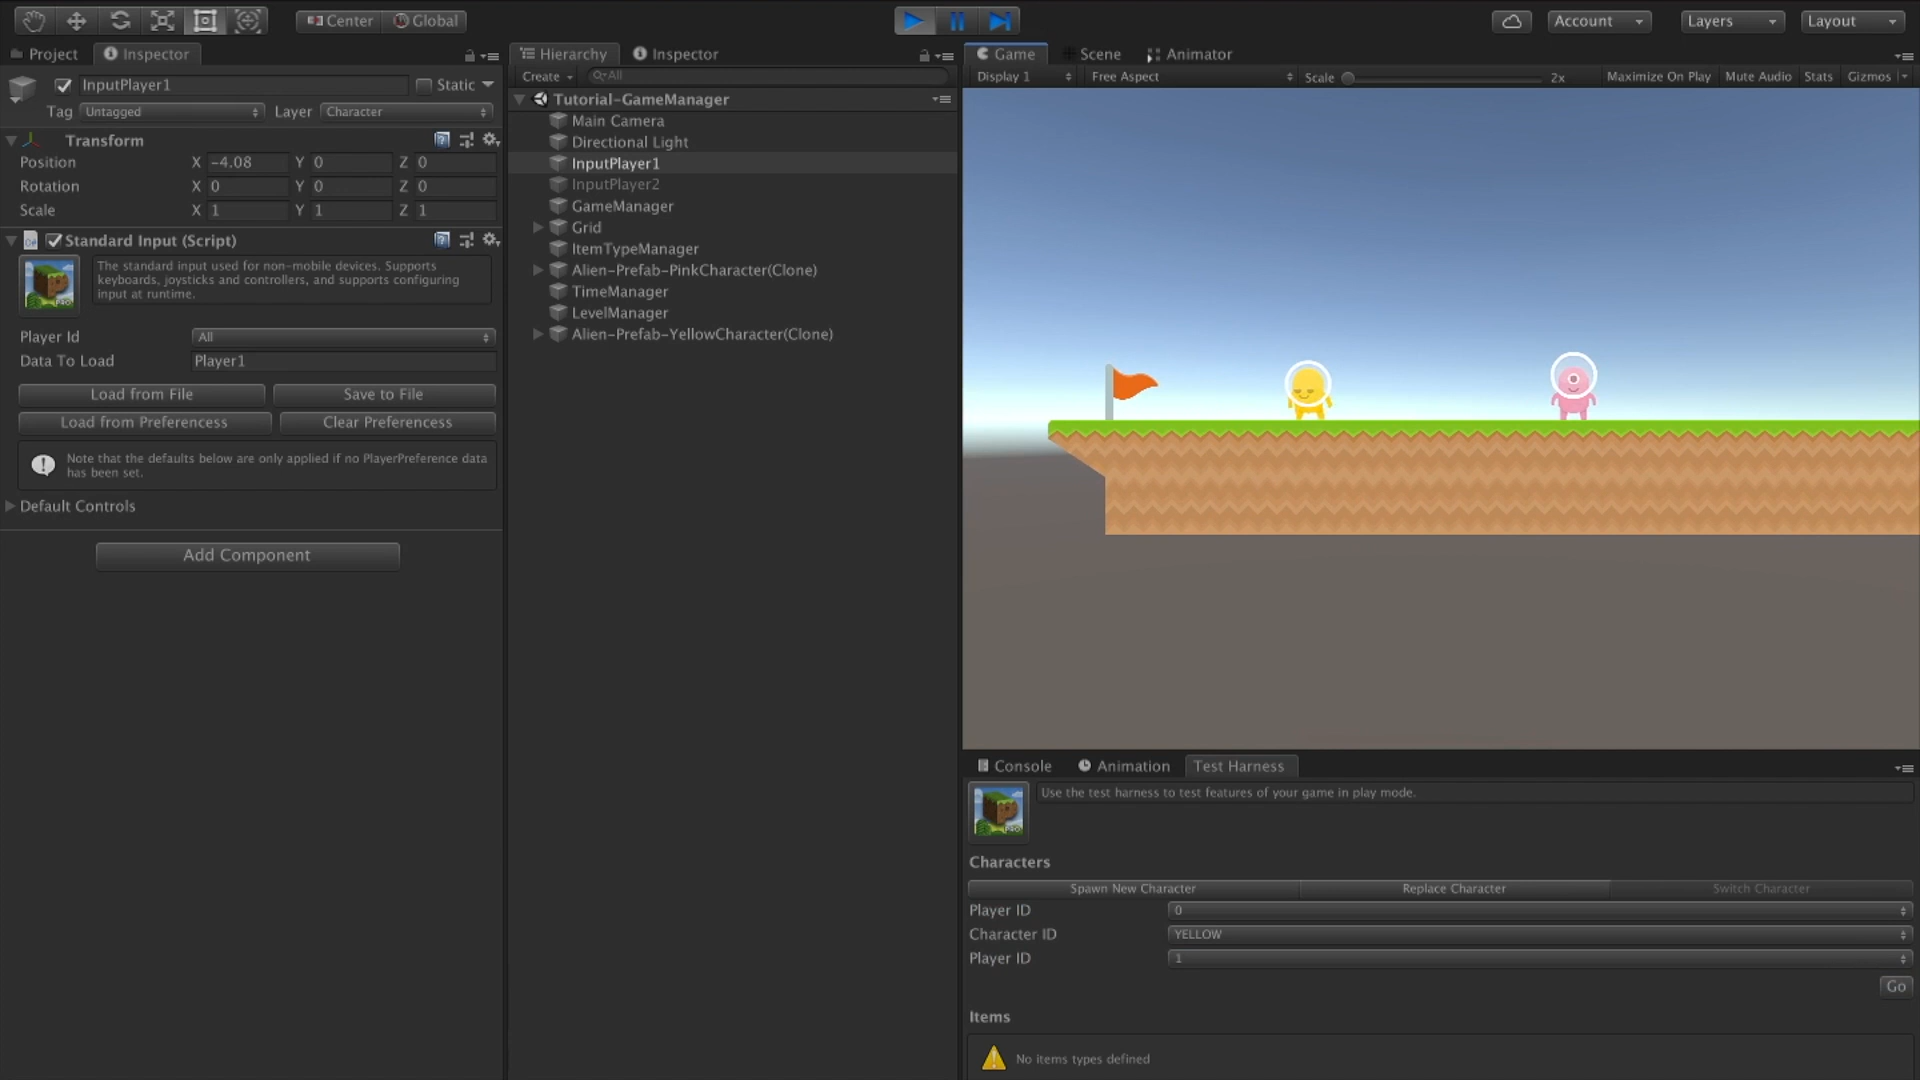 Center
Global
Account
Layers
Layout
Project
Inspector
Hierarchy
Inspector
Game
Scene
Animator
InputPlayer1
Static
Create
All
Display 1
Free Aspect
Scale
2x
Maximize On Play
Mute Audio
Stats
Gizmos
Tag
Untagged
Layer
Character
Tutorial-GameManager
Main Camera
Directional Light
InputPlayer1
InputPlayer2
GameManager
Grid
ItemTypeManager
Alien-Prefab-PinkCharacter(Clone)
TimeManager
LevelManager
Alien-Prefab-YellowCharacter(Clone)
Transform
Position X -4.08 Y 0 Z 0
Rotation X 0 Y 0 Z 0
Scale X 1 Y 1 Z 1
Standard Input (Script)
The standard input used for non-mobile devices. Supports
keyboards, joysticks and controllers, and supports configuring
input at runtime.
Player Id
All
Data To Load
Player1
Load from File
Save to File
Load from Preferencess
Clear Preferencess
Note that the defaults below are only applied if no PlayerPreference data
has been set.
Default Controls
Add Component
Console
Animation
Test Harness
Use the test harness to test features of your game in play mode.
PRO
Characters
Spawn New Character
Replace Character
Switch Character
Player ID
0
Character ID
YELLOW
Player ID
1
Go
Items
No items types defined